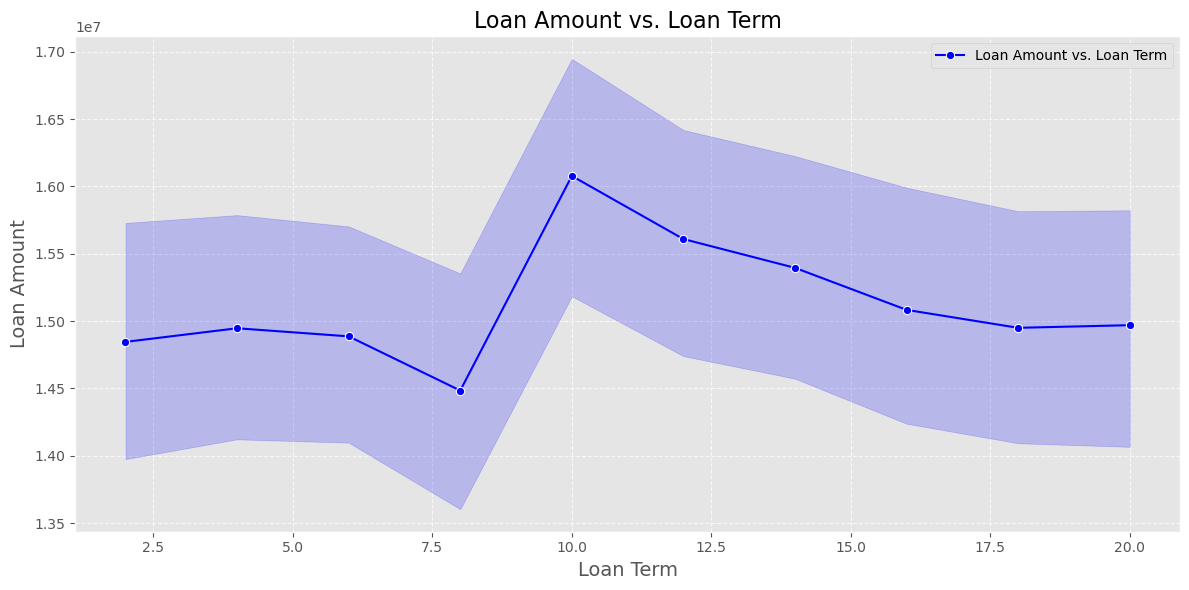 Loan Amount vs. Loan Term
1e7
Loan Amount vs. Loan Term
1.70
1.65
1.60
1.55
1.50
1.45
1.40
1.35
Loan Amount
2.5 5.0 7.5 10.0 12.5 15.0 17.5 20.0
Loan Term